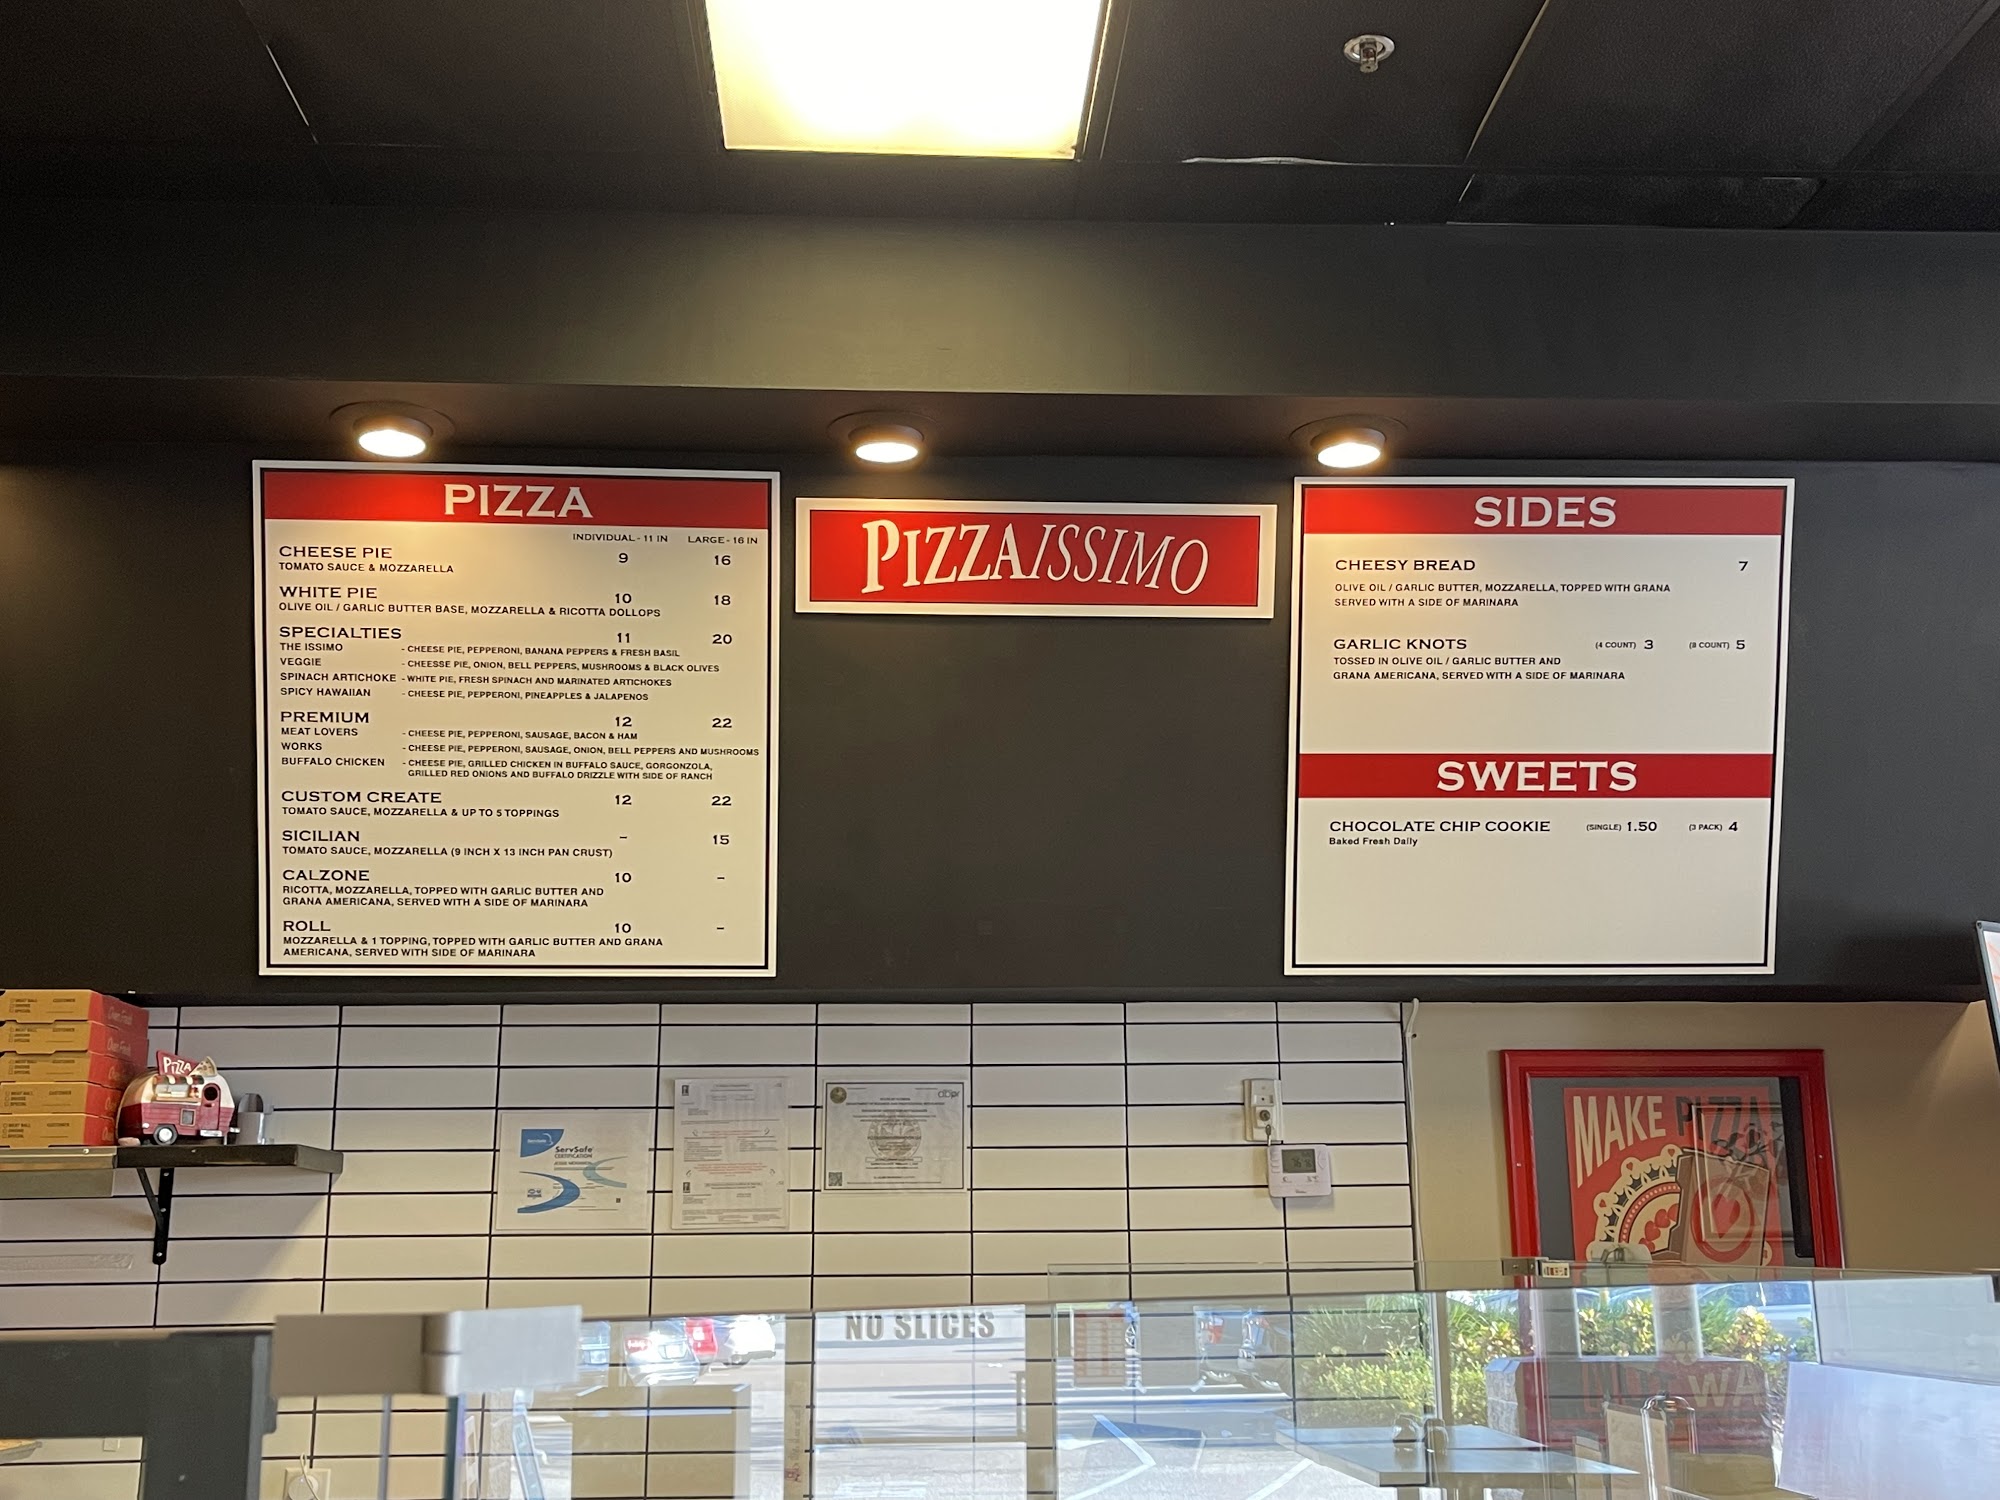 PIZZA
INDIVIDUAL - 11 IN LARGE - 16 IN
CHEESE PIE 9 16
TOMATO SAUCE & MOZZARELLA
WHITE PIE 10 18
OLIVE OIL / GARLIC BUTTER BASE, MOZZARELLA & RICOTTA DOLLOPS
SPECIALTIES 11 20
THE ISSIMO - CHEESE PIE, PEPPERONI, BANANA PEPPERS & FRESH BASIL
VEGGIE - CHEESSE PIE, ONION, BELL PEPPERS, MUSHROOMS & BLACK OLIVES
SPINACH ARTICHOKE - WHITE PIE, FRESH SPINACH AND MARINATED ARTICHOKES
SPICY HAWAIIAN - CHEESE PIE, PEPPERONI, PINEAPPLES & JALAPENOS
PREMIUM 12 22
MEAT LOVERS - CHEESE PIE, PEPPERONI, SAUSAGE, BACON & HAM
WORKS - CHEESE PIE, PEPPERONI, SAUSAGE, ONION, BELL PEPPERS AND MUSHROOMS
BUFFALO CHICKEN - CHEESE PIE, GRILLED CHICKEN IN BUFFALO SAUCE, GORGONZOLA,
GRILLED RED ONIONS AND BUFFALO DRIZZLE WITH SIDE OF RANCH
CUSTOM CREATE 12 22
TOMATO SAUCE, MOZZARELLA & UP TO 5 TOPPINGS
SICILIAN - 15
TOMATO SAUCE, MOZZARELLA (9 INCH X 13 INCH PAN CRUST)
CALZONE 10 -
RICOTTA, MOZZARELLA, TOPPED WITH GARLIC BUTTER AND
GRANA AMERICANA, SERVED WITH A SIDE OF MARINARA
ROLL 10 -
MOZZARELLA & 1 TOPPING, TOPPED WITH GARLIC BUTTER AND GRANA
AMERICANA, SERVED WITH SIDE OF MARINARA
PIZZAISSIMO
SIDES
CHEESY BREAD 7
OLIVE OIL / GARLIC BUTTER, MOZZARELLA, TOPPED WITH GRANA
SERVED WITH A SIDE OF MARINARA
GARLIC KNOTS (4 COUNT) 3 (8 COUNT) 5
TOSSED IN OLIVE OIL / GARLIC BUTTER AND
GRANA AMERICANA, SERVED WITH A SIDE OF MARINARA
SWEETS
CHOCOLATE CHIP COOKIE (SINGLE) 1.50 (3 PACK) 4
Baked Fresh Daily
PIZZA
ServSafe
CERTIFICATION
dbpr
MAKE PIZZA
NOT WA
NO SLICES